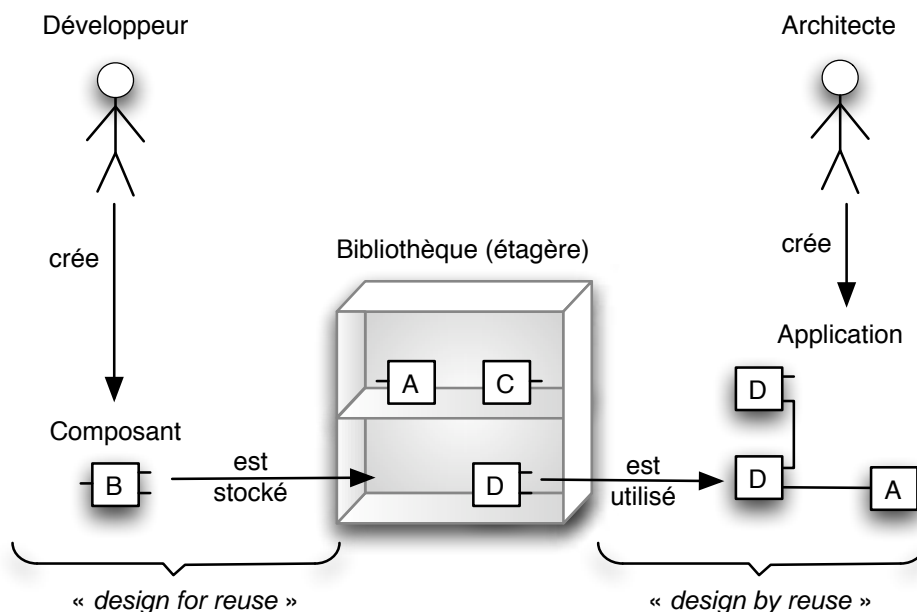 Développeur
Architecte
crée
crée
Bibliothèque (étagère)
Application
A
C
D
Composant
B
est
stocké
D
est
utilisé
D
A
« design for reuse »
« design by reuse »